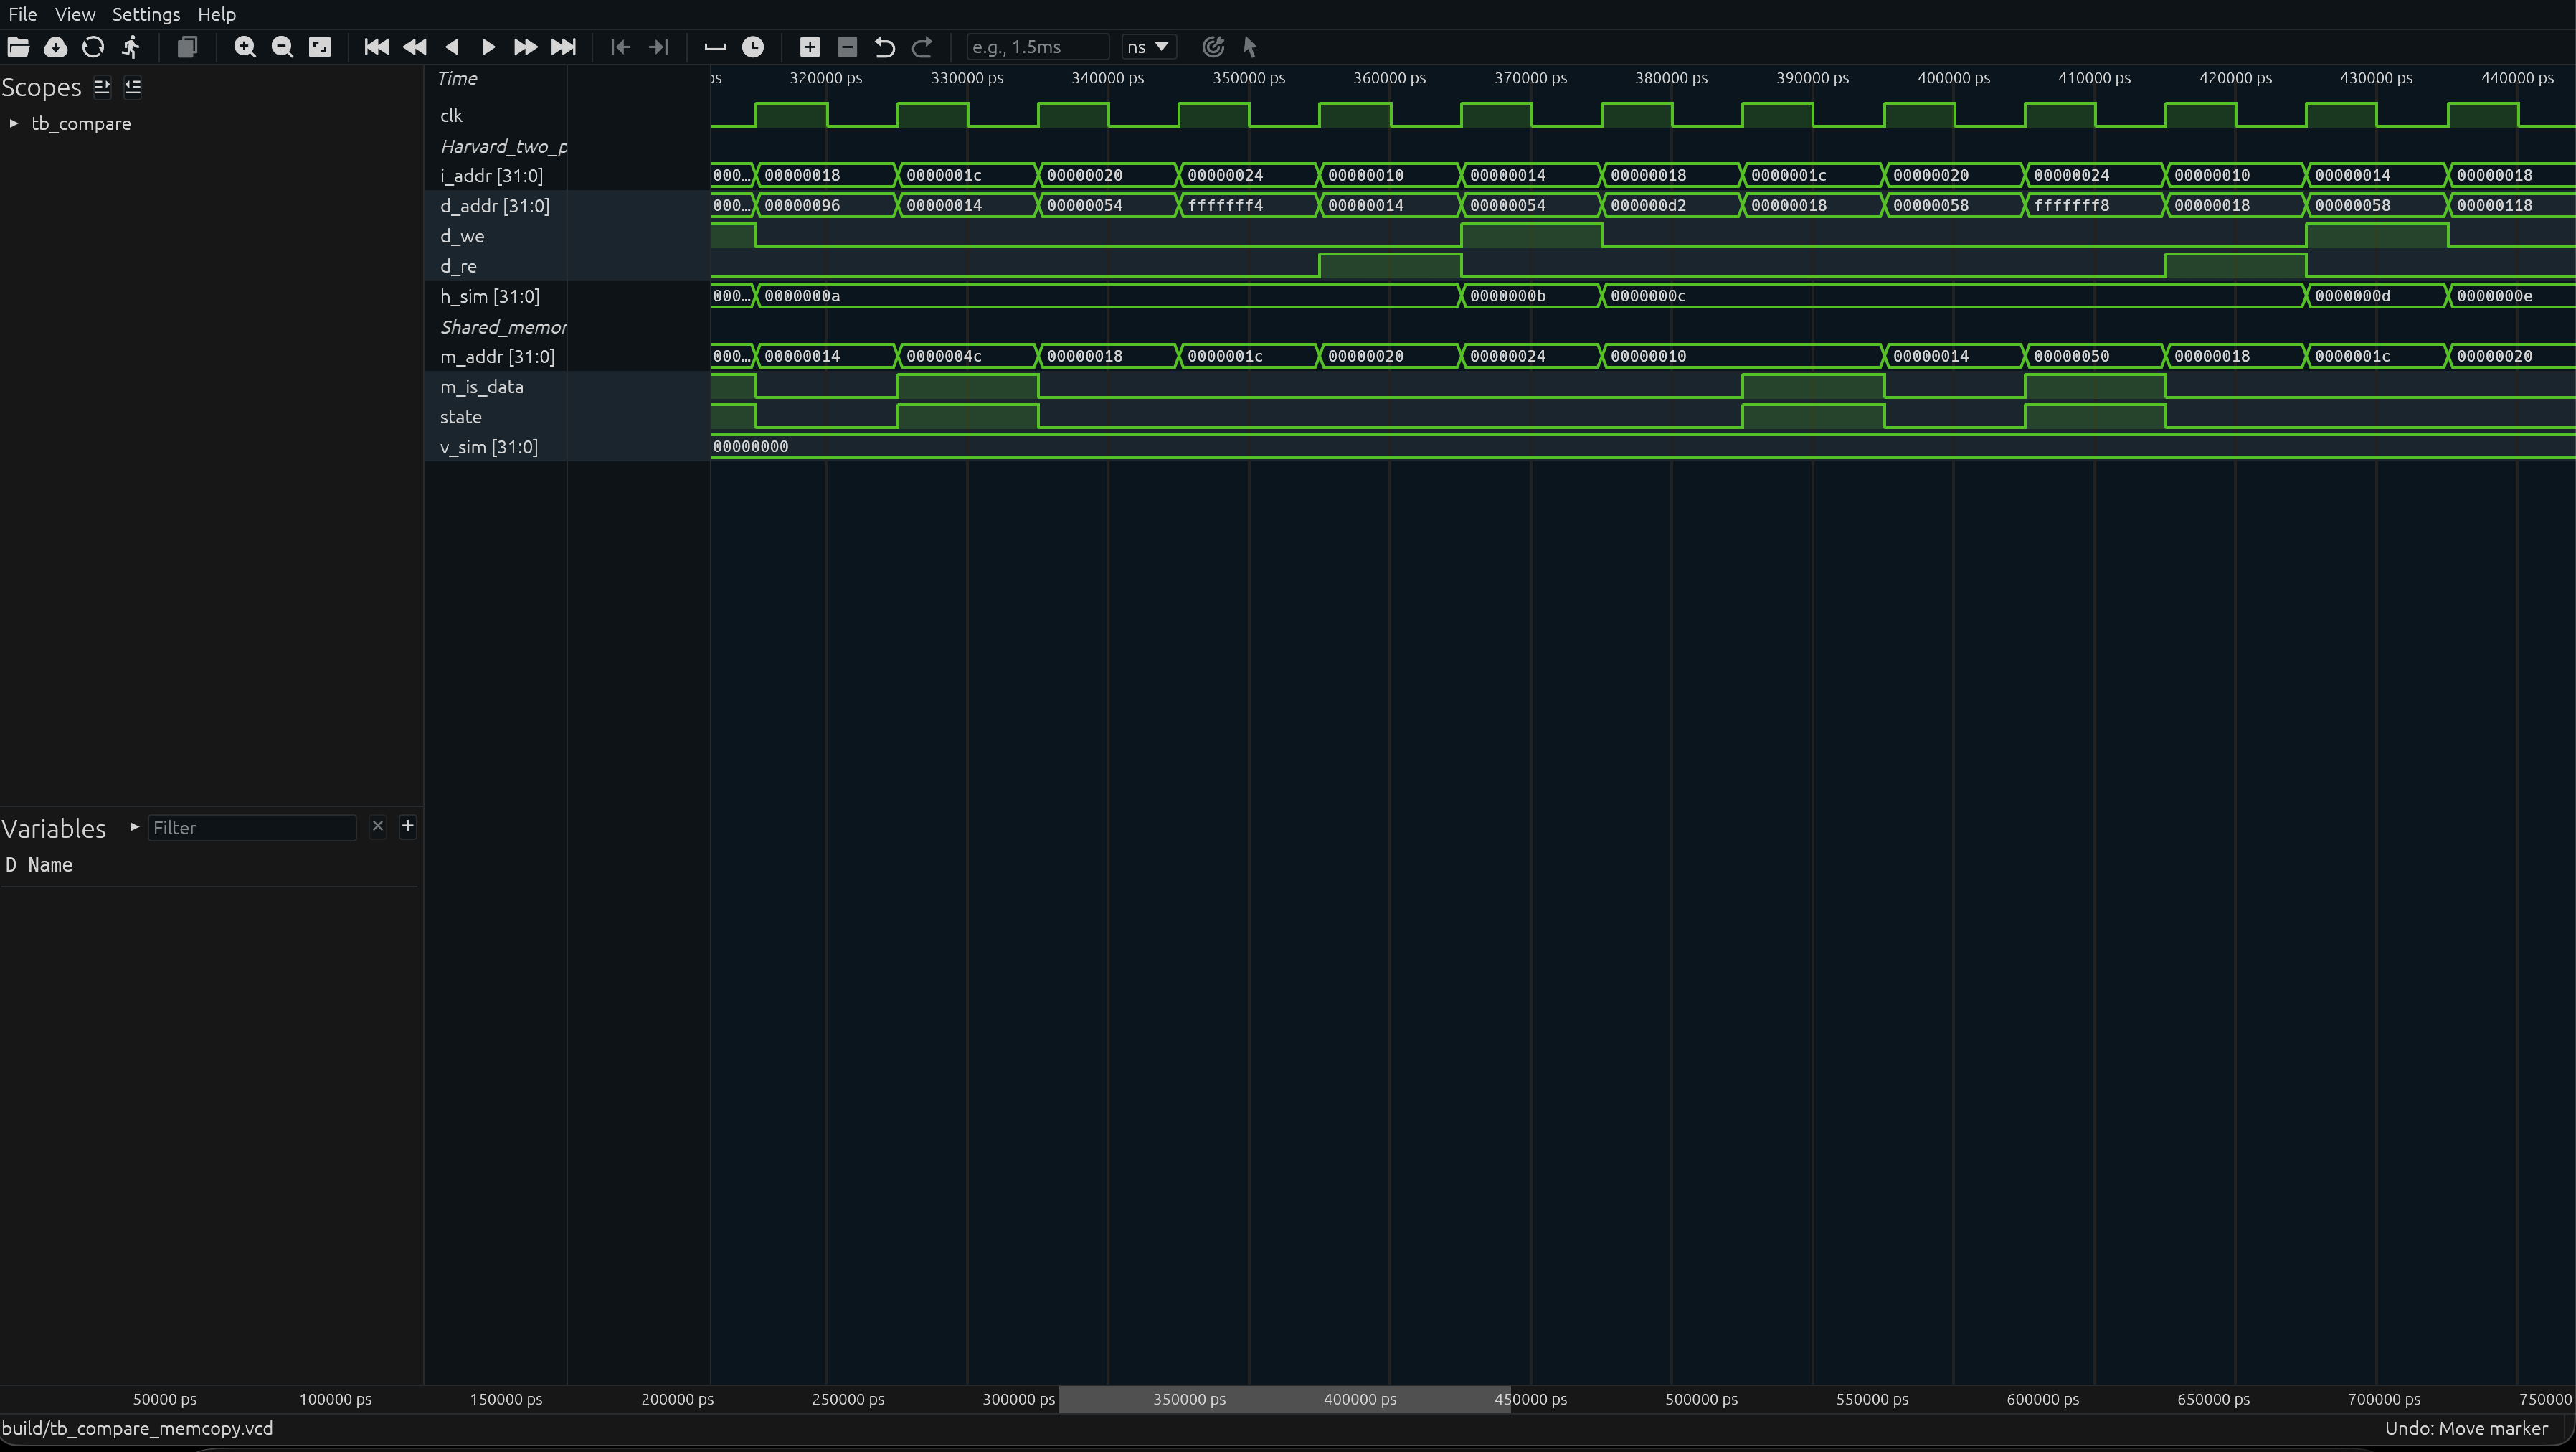 File View Settings Help
e.g., 1.5ms ns
Scopes
tb_compare
Time
ps 320000 ps 330000 ps 340000 ps 350000 ps 360000 ps 370000 ps 380000 ps 390000 ps 400000 ps 410000 ps 420000 ps 430000 ps 440000 ps
clk
Harvard_two_p
i_addr [31:0] 000… 00000018 0000001c 00000020 00000024 00000010 00000014 00000018 0000001c 00000020 00000024 00000010 00000014 00000018
d_addr [31:0] 000… 00000096 00000014 00000054 fffffff4 00000014 00000054 000000d2 00000018 00000058 fffffff8 00000018 00000058 00000118
d_we
d_re
h_sim [31:0] 000… 0000000a 0000000b 0000000c 0000000d 0000000e
Shared_memor
m_addr [31:0] 000… 00000014 0000004c 00000018 0000001c 00000020 00000024 00000010 00000014 00000050 00000018 0000001c 00000020
m_is_data
state
v_sim [31:0] 00000000
Variables Filter
D Name
50000 ps 100000 ps 150000 ps 200000 ps 250000 ps 300000 ps 350000 ps 400000 ps 450000 ps 500000 ps 550000 ps 600000 ps 650000 ps 700000 ps 750000
build/tb_compare_memcopy.vcd Undo: Move marker